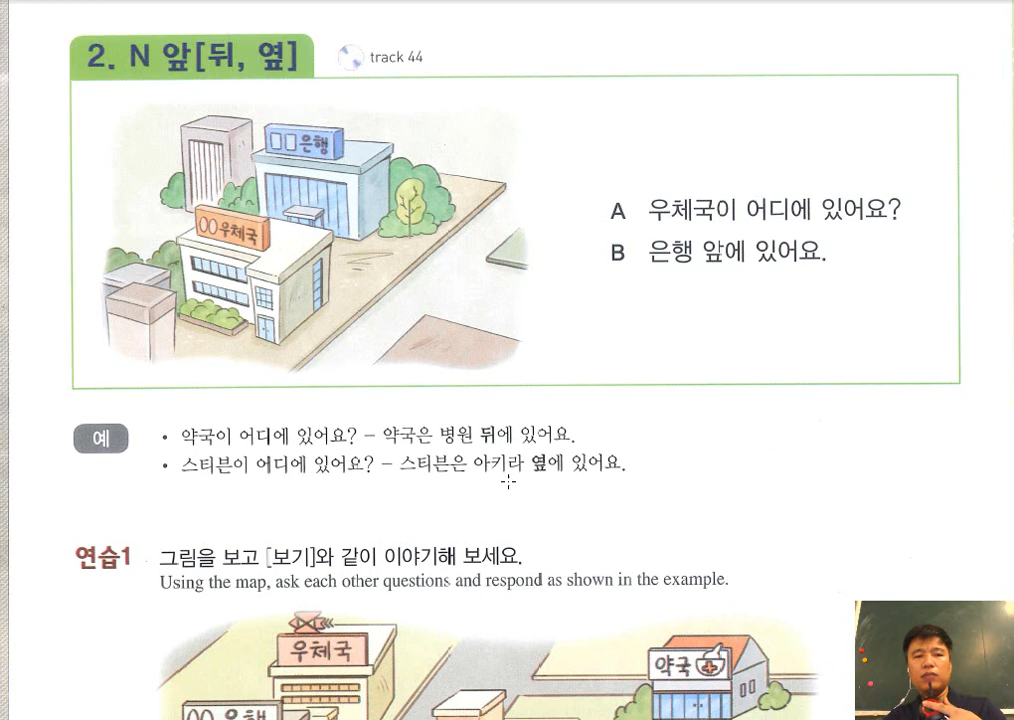 2. N 앞[뒤, 옆]
track 44
은행
우체국
A 우체국이 어디에 있어요?
B 은행 앞에 있어요.
예
• 약국이 어디에 있어요? – 약국은 병원 뒤에 있어요.
• 스티븐이 어디에 있어요? – 스티븐은 아키라 옆에 있어요.
연습1 그림을 보고 [보기]와 같이 이야기해 보세요.
Using the map, ask each other questions and respond as shown in the example.
우체국
약국
은행